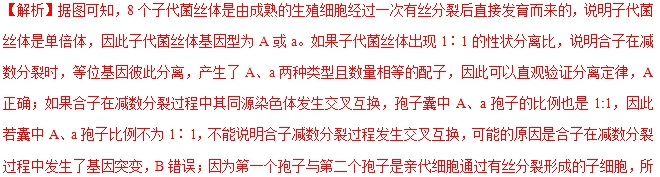 【解析】据图可知，8 个子代菌丝体是由成熟的生殖细胞经过一次有丝分裂后直接发育而来的，说明子代菌
丝体是单倍体，因此子代菌丝体基因型为 A 或 a。如果子代菌丝体出现 1∶1 的性状分离比，说明合子在减
数分裂时，等位基因彼此分离，产生了 A、a 两种类型且数量相等的配子，因此可以直观验证分离定律，A
正确；如果合子在减数分裂过程中其同源染色体发生交叉互换，孢子囊中 A、a 孢子的比例也是 1:1，因此
若囊中 A、a 孢子比例不为 1∶1，不能说明合子减数分裂过程发生交叉互换，可能的原因是合子在减数分裂
过程中发生了基因突变，B 错误；因为第一个孢子与第二个孢子是亲代细胞通过有丝分裂形成的子细胞，所